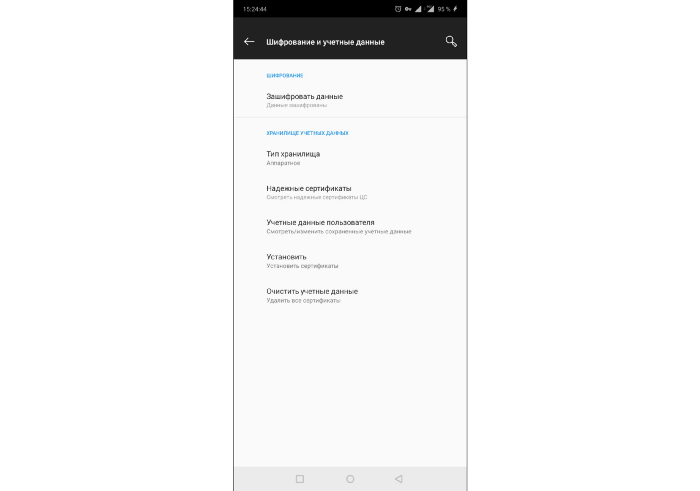 15:24:44
95 %
Шифрование и учетные данные
ШИФРОВАНИЕ
Зашифровать данные
Данные зашифрованы
ХРАНИЛИЩЕ УЧЕТНЫХ ДАННЫХ
Тип хранилища
Аппаратное
Надежные сертификаты
Смотреть надежные сертификаты ЦС
Учетные данные пользователя
Смотреть/изменить сохраненные учетные данные
Установить
Установить сертификаты
Очистить учетные данные
Удалить все сертификаты